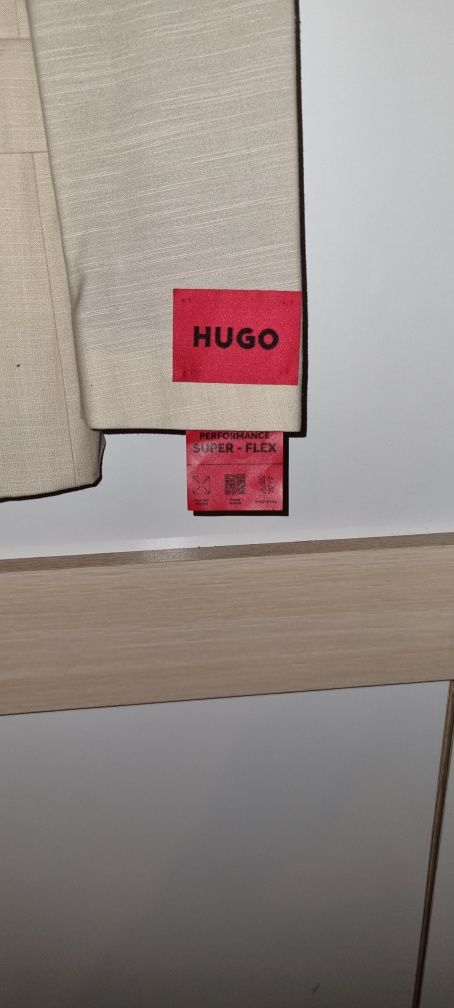 HUGO
PERFORMANCE
SUPER - FLEX